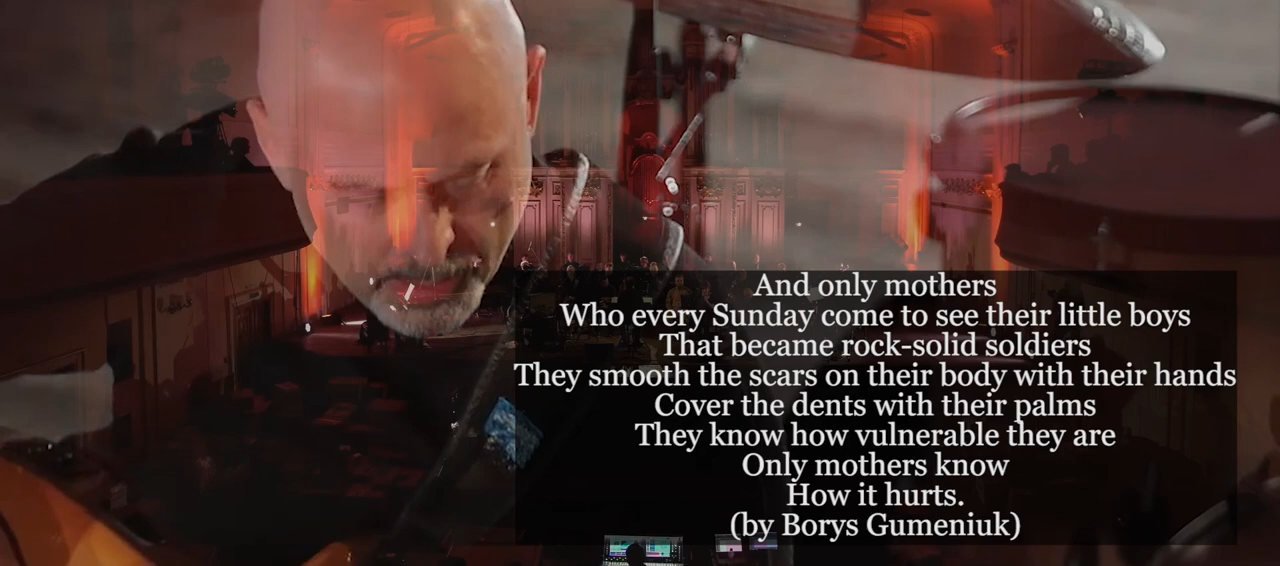 And only mothers
Who every Sunday come to see their little boys
That became rock-solid soldiers
They smooth the scars on their body with their hands
Cover the dents with their palms
They know how vulnerable they are
Only mothers know
How it hurts.
(by Borys Gumeniuk)